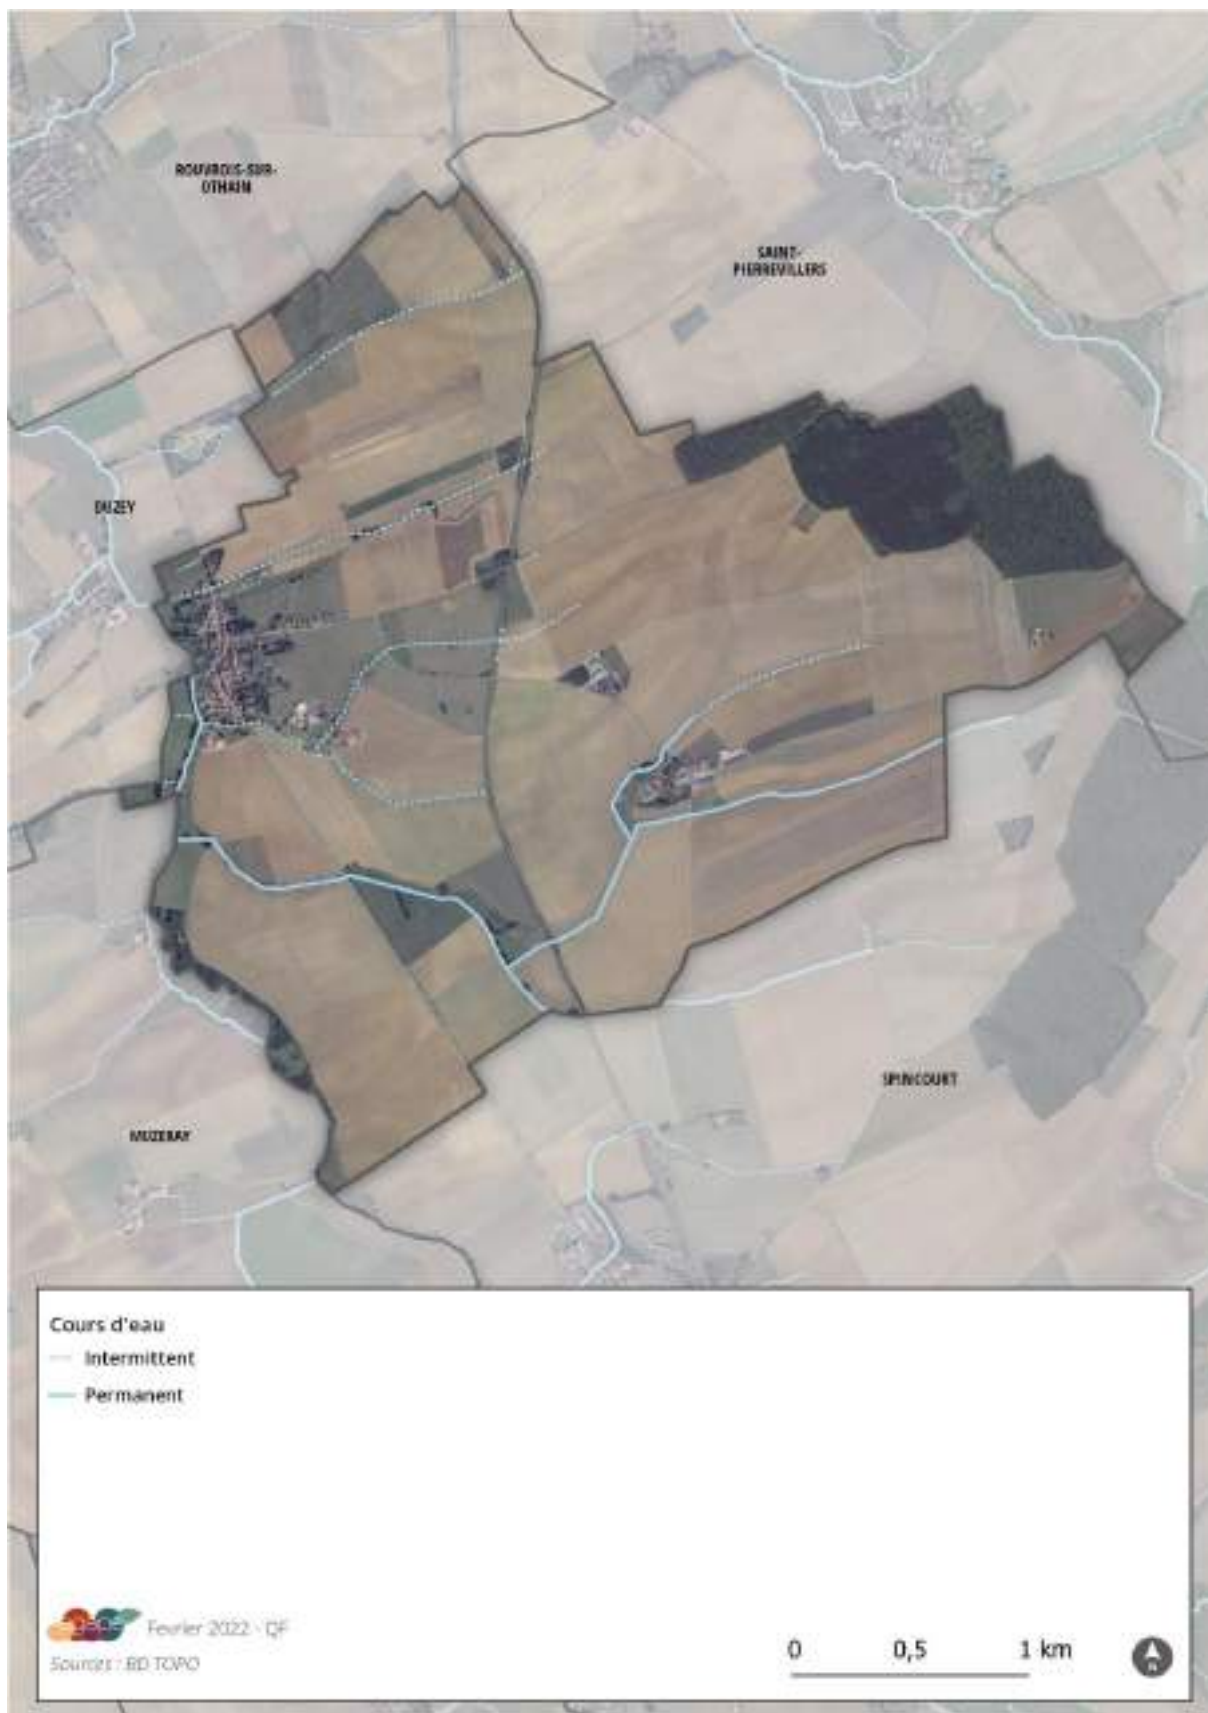 ROUVROIS-SUR-
OTHAIN
SAINT-
PIERREVILLERS
DUZEY
SPINCOURT
MUZERAY
Cours d'eau
Intermittent
Permanent
agape
Fevrier 2022 - QF
Sources : BD TOPO
0 0,5 1 km
N